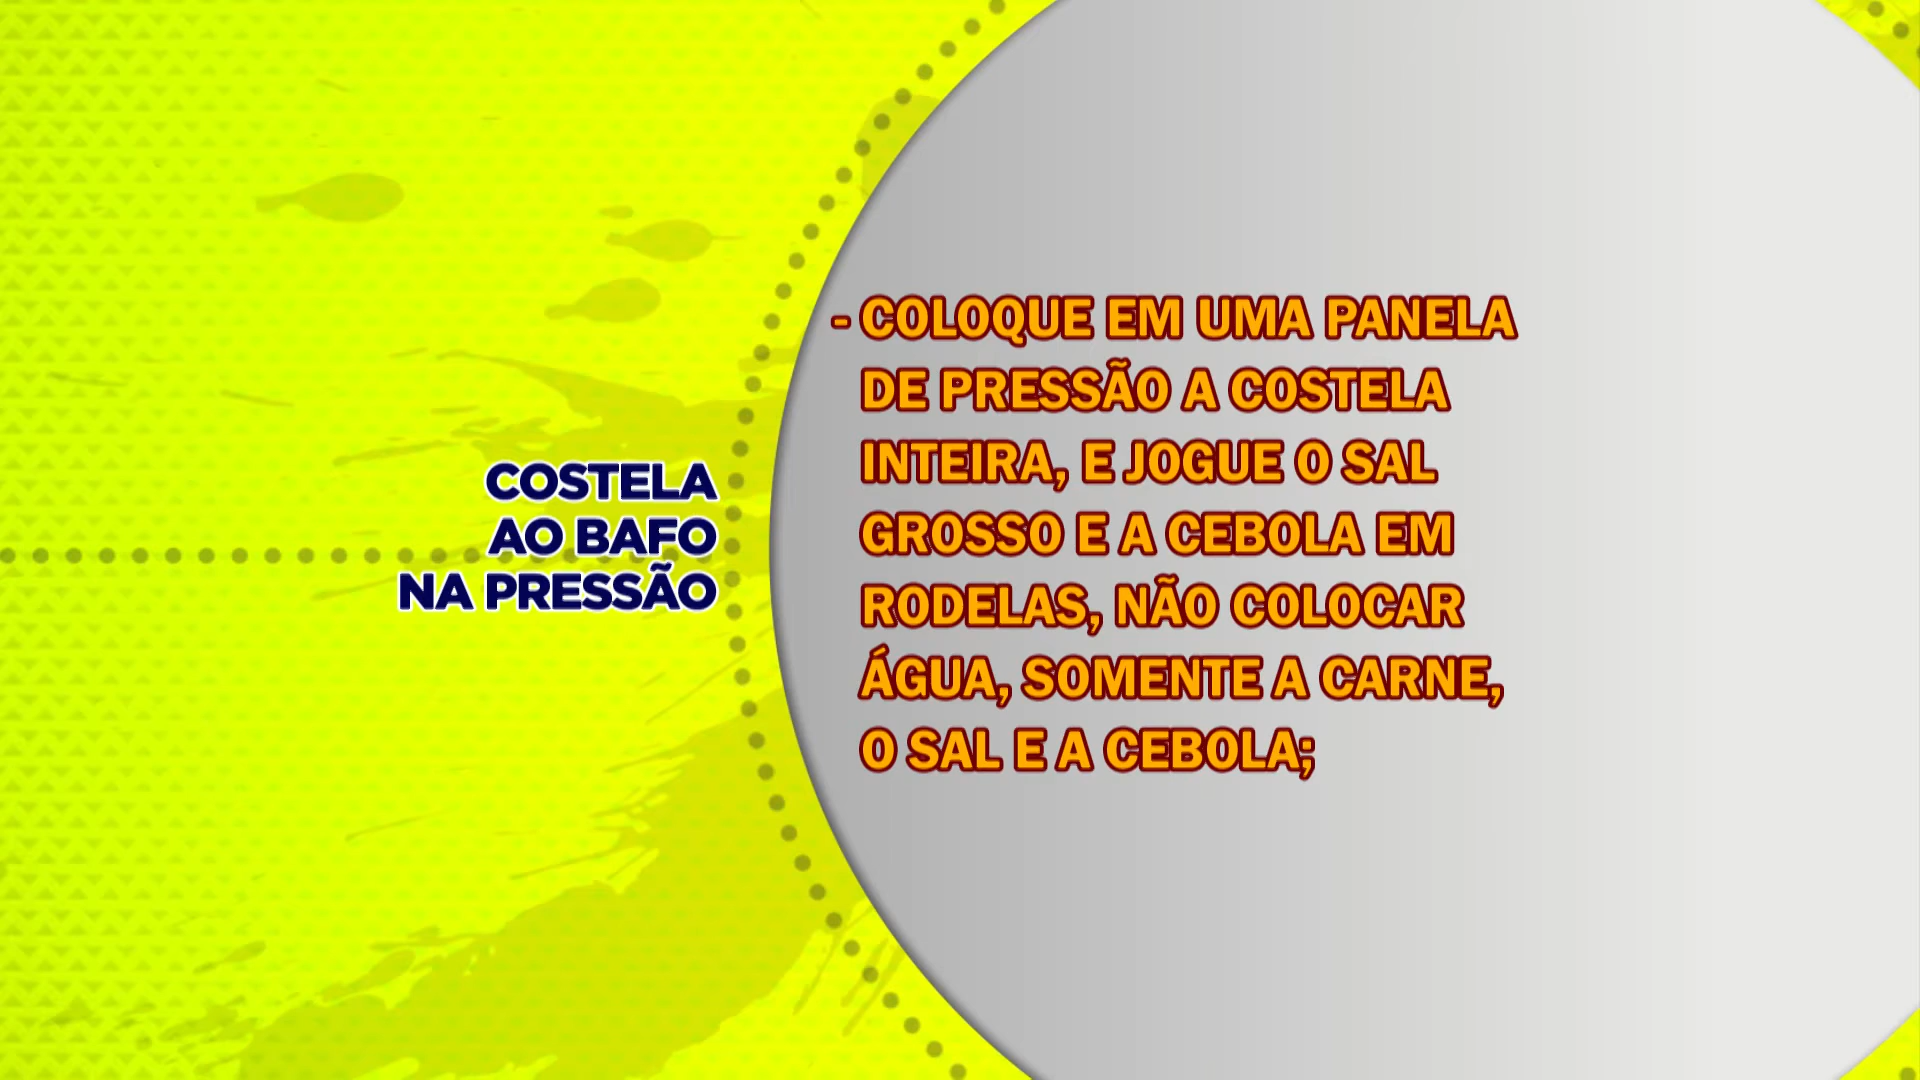 COSTELA
AO BAFO
NA PRESSÃO
- COLOQUE EM UMA PANELA
DE PRESSÃO A COSTELA
INTEIRA, E JOGUE O SAL
GROSSO E A CEBOLA EM
RODELAS, NÃO COLOCAR
ÁGUA, SOMENTE A CARNE,
O SAL E A CEBOLA;